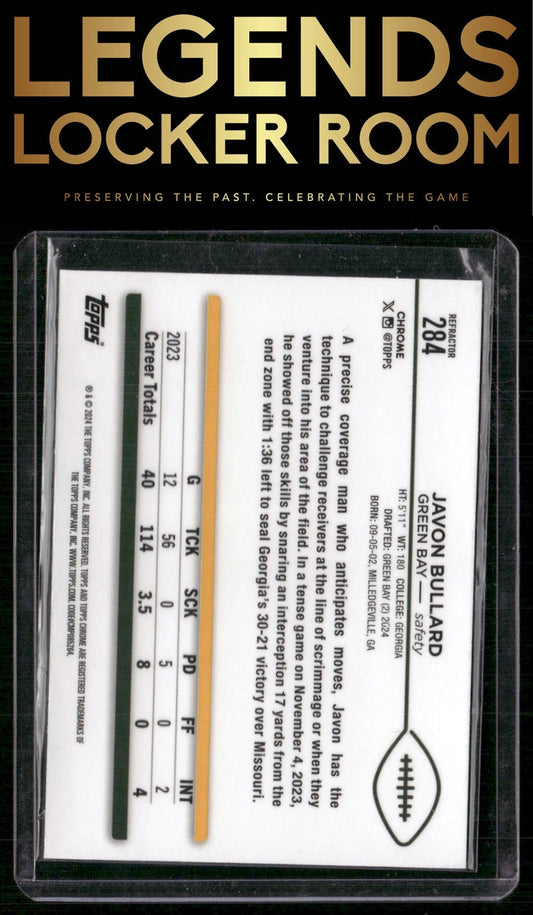 LEGENDS
LOCKER ROOM
PRESERVING THE PAST. CELEBRATING THE GAME
REFRACTOR
284
CHROME
X @TOPPS
JAVON BULLARD
GREEN BAY — safety
HT: 5'11" WT: 180 COLLEGE: GEORGIA
DRAFTED: GREEN BAY (2) 2024
BORN: 09-05-02, MILLEDGEVILLE, GA
A precise coverage man who anticipates moves, Javon has the
technique to challenge receivers at the line of scrimmage or when they
venture into his area of the field. In a tense game on November 4, 2023,
he showed off those skills by snaring an interception 17 yards from the
end zone with 1:36 left to seal Georgia's 30-21 victory over Missouri.
G TCK SCK PD FF INT
2023 12 56 0 5 0 2
Career Totals 40 114 3.5 8 0 4
topps®
® & © 2024 THE TOPPS COMPANY, INC. ALL RIGHTS RESERVED. TOPPS AND TOPPS CHROME ARE REGISTERED TRADEMARKS OF
THE TOPPS COMPANY, INC. WWW.TOPPS.COM. CODE#CMP085264.